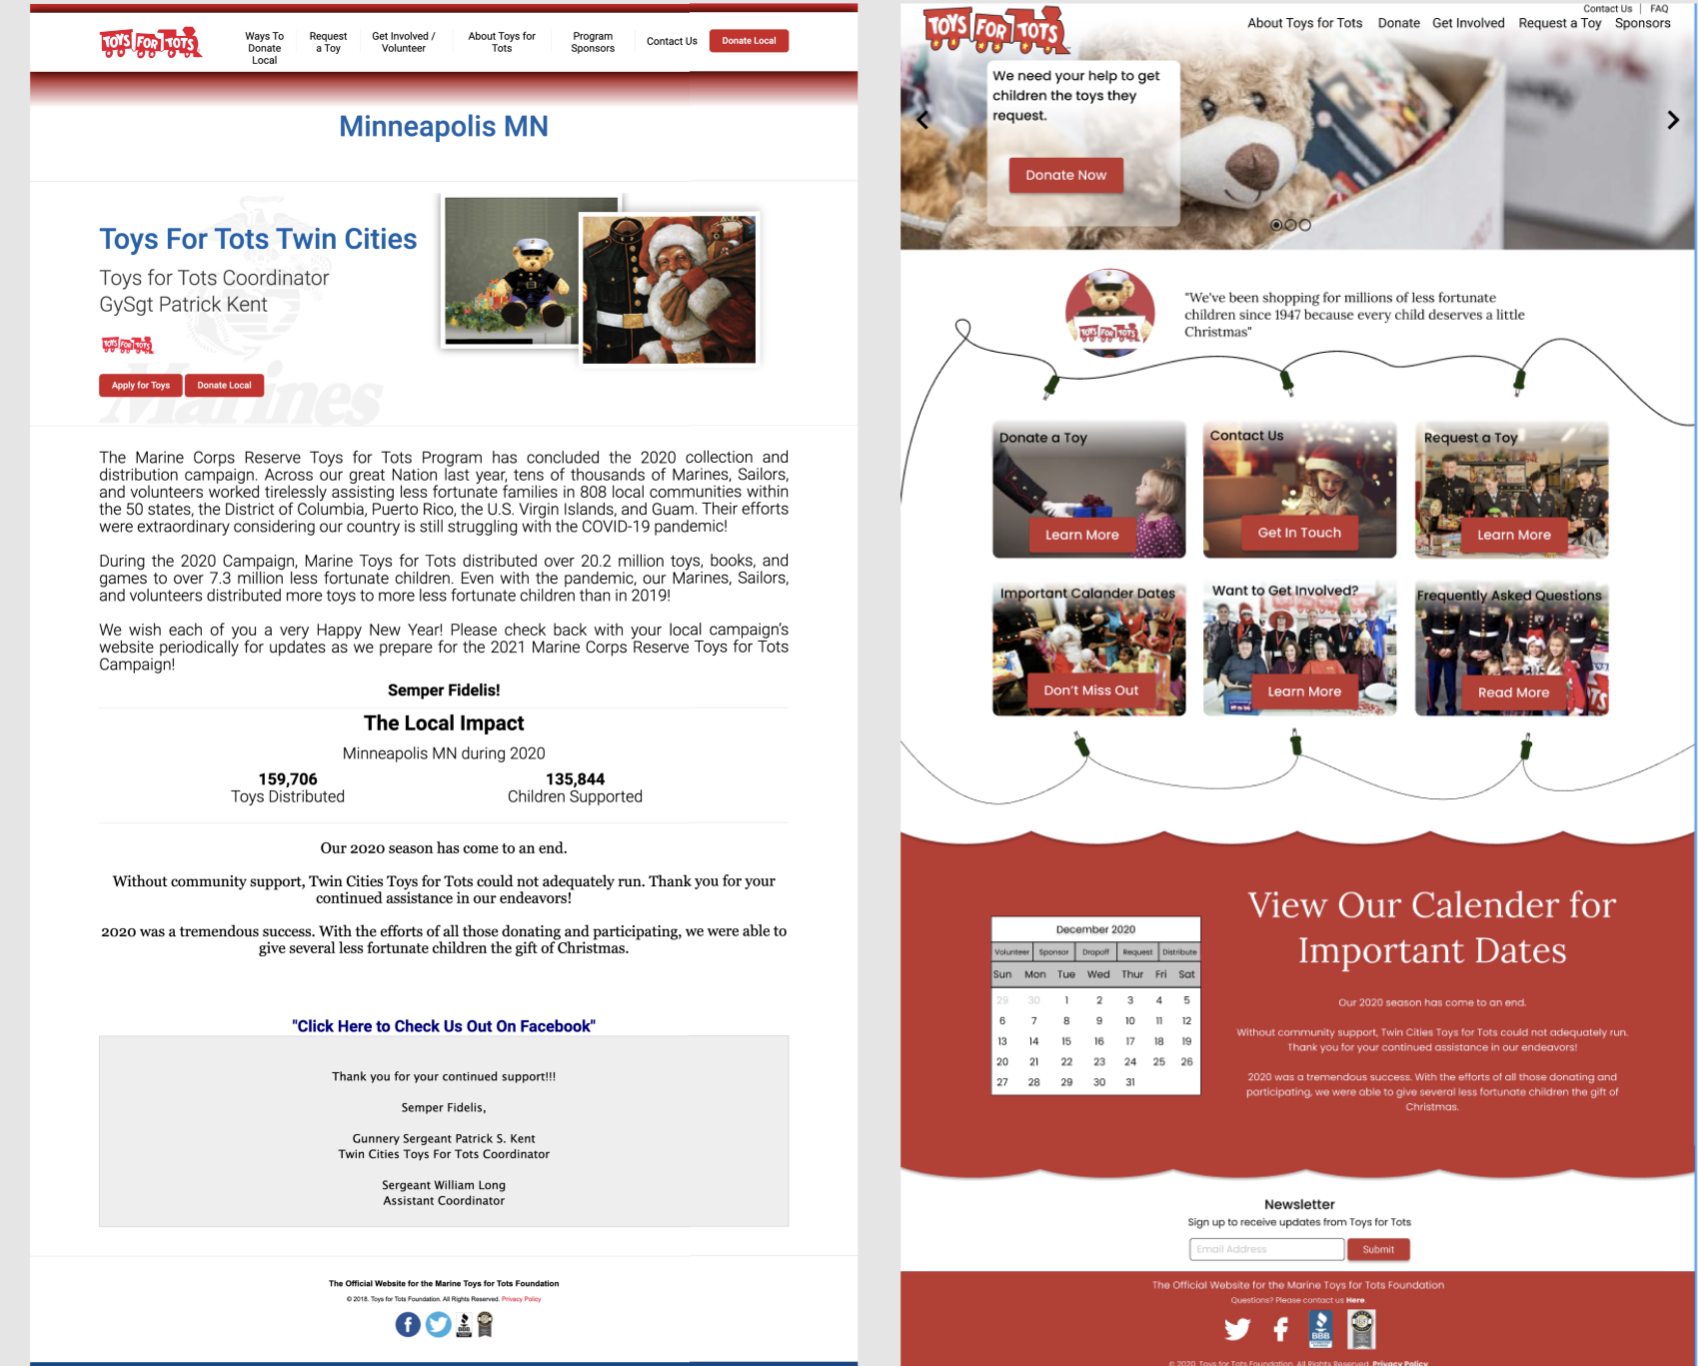 TOYS FOR TOTS
Ways To
Donate
Local
Request
a Toy
Get Involved /
Volunteer
About Toys for
Tots
Program
Sponsors
Contact Us
Donate Local
Minneapolis MN
Toys For Tots Twin Cities
Toys for Tots Coordinator
GySgt Patrick Kent
TOYS FOR TOTS
Apply for Toys
Donate Local
Marines
The Marine Corps Reserve Toys for Tots Program has concluded the 2020 collection and
distribution campaign. Across our great Nation last year, tens of thousands of Marines, Sailors,
and volunteers worked tirelessly assisting less fortunate families in 808 local communities within
the 50 states, the District of Columbia, Puerto Rico, the U.S. Virgin Islands, and Guam. Their efforts
were extraordinary considering our country is still struggling with the COVID-19 pandemic!
During the 2020 Campaign, Marine Toys for Tots distributed over 20.2 million toys, books, and
games to over 7.3 million less fortunate children. Even with the pandemic, our Marines, Sailors,
and volunteers distributed more toys to more less fortunate children than in 2019!
We wish each of you a very Happy New Year! Please check back with your local campaign's
website periodically for updates as we prepare for the 2021 Marine Corps Reserve Toys for Tots
Campaign!
Semper Fidelis!
The Local Impact
Minneapolis MN during 2020
159,706
Toys Distributed
135,844
Children Supported
Our 2020 season has come to an end.
Without community support, Twin Cities Toys for Tots could not adequately run. Thank you for your
continued assistance in our endeavors!
2020 was a tremendous success. With the efforts of all those donating and participating, we were able to
give several less fortunate children the gift of Christmas.
"Click Here to Check Us Out On Facebook"
Thank you for your continued support!!!
Semper Fidelis,
Gunnery Sergeant Patrick S. Kent
Twin Cities Toys For Tots Coordinator
Sergeant William Long
Assistant Coordinator
The Official Website for the Marine Toys for Tots Foundation
© 2018. Toys for Tots Foundation. All Rights Reserved. Privacy Policy
TOYS FOR TOTS
Contact Us | FAQ
About Toys for Tots Donate Get Involved Request a Toy Sponsors
We need your help to get
children the toys they
request.
Donate Now
TOYS FOR TOTS
"We've been shopping for millions of less fortunate
children since 1947 because every child deserves a little
Christmas"
Donate a Toy
Learn More
Contact Us
Get In Touch
Request a Toy
Learn More
Important Calander Dates
Don't Miss Out
Want to Get Involved?
Learn More
Frequently Asked Questions
Read More
December 2020
Volunteer Sponsor Dropoff Request Distribute
Sun Mon Tue Wed Thur Fri Sat
29 30 1 2 3 4 5
6 7 8 9 10 11 12
13 14 15 16 17 18 19
20 21 22 23 24 25 26
27 28 29 30 31
View Our Calender for
Important Dates
Our 2020 season has come to an end.
Without community support, Twin Cities Toys for Tots could not adequately run.
Thank you for your continued assistance in our endeavors!
2020 was a tremendous success. With the efforts of all those donating and
participating, we were able to give several less fortunate children the gift of
Christmas.
Newsletter
Sign up to receive updates from Toys for Tots
Email Address
Submit
The Official Website for the Marine Toys for Tots Foundation
Questions? Please contact us Here.
BBB
© 2020. Toys for Tots Foundation. All Rights Reserved. Privacy Policy